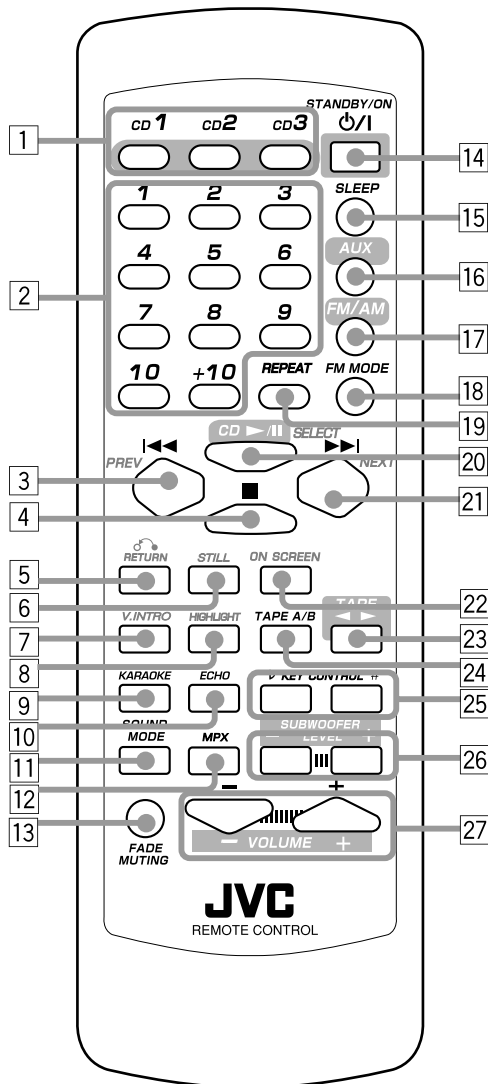 STANDBY/ON
CD 1 CD2 CD3
1 14
SLEEP
1 2 3 15
AUX
4 5 6 16
2
FM/AM
7 8 9 17
10 +10 REPEAT FM MODE 18
19
CD SELECT 20
PREV NEXT
3 21
4
RETURN STILL ON SCREEN
5 22
6 TAPE
V.INTRO HIGHLIGHT TAPE A/B 23
7 24
8
KARAOKE ECHO KEY CONTROL 25
9
10 SUBWOOFER
SOUND MODE MPX – LEVEL + 26
11
12
– +
13 27
FADE MUTING – VOLUME +
JVC
REMOTE CONTROL